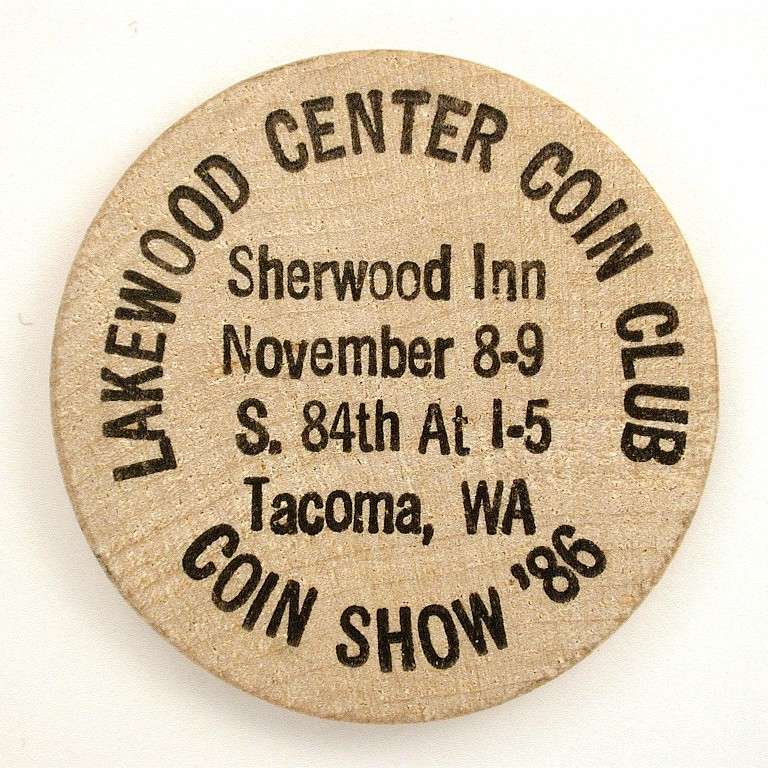 LAKEWOOD CENTER COIN CLUB
Sherwood Inn
November 8-9
S. 84th At I-5
Tacoma, WA
COIN SHOW '86